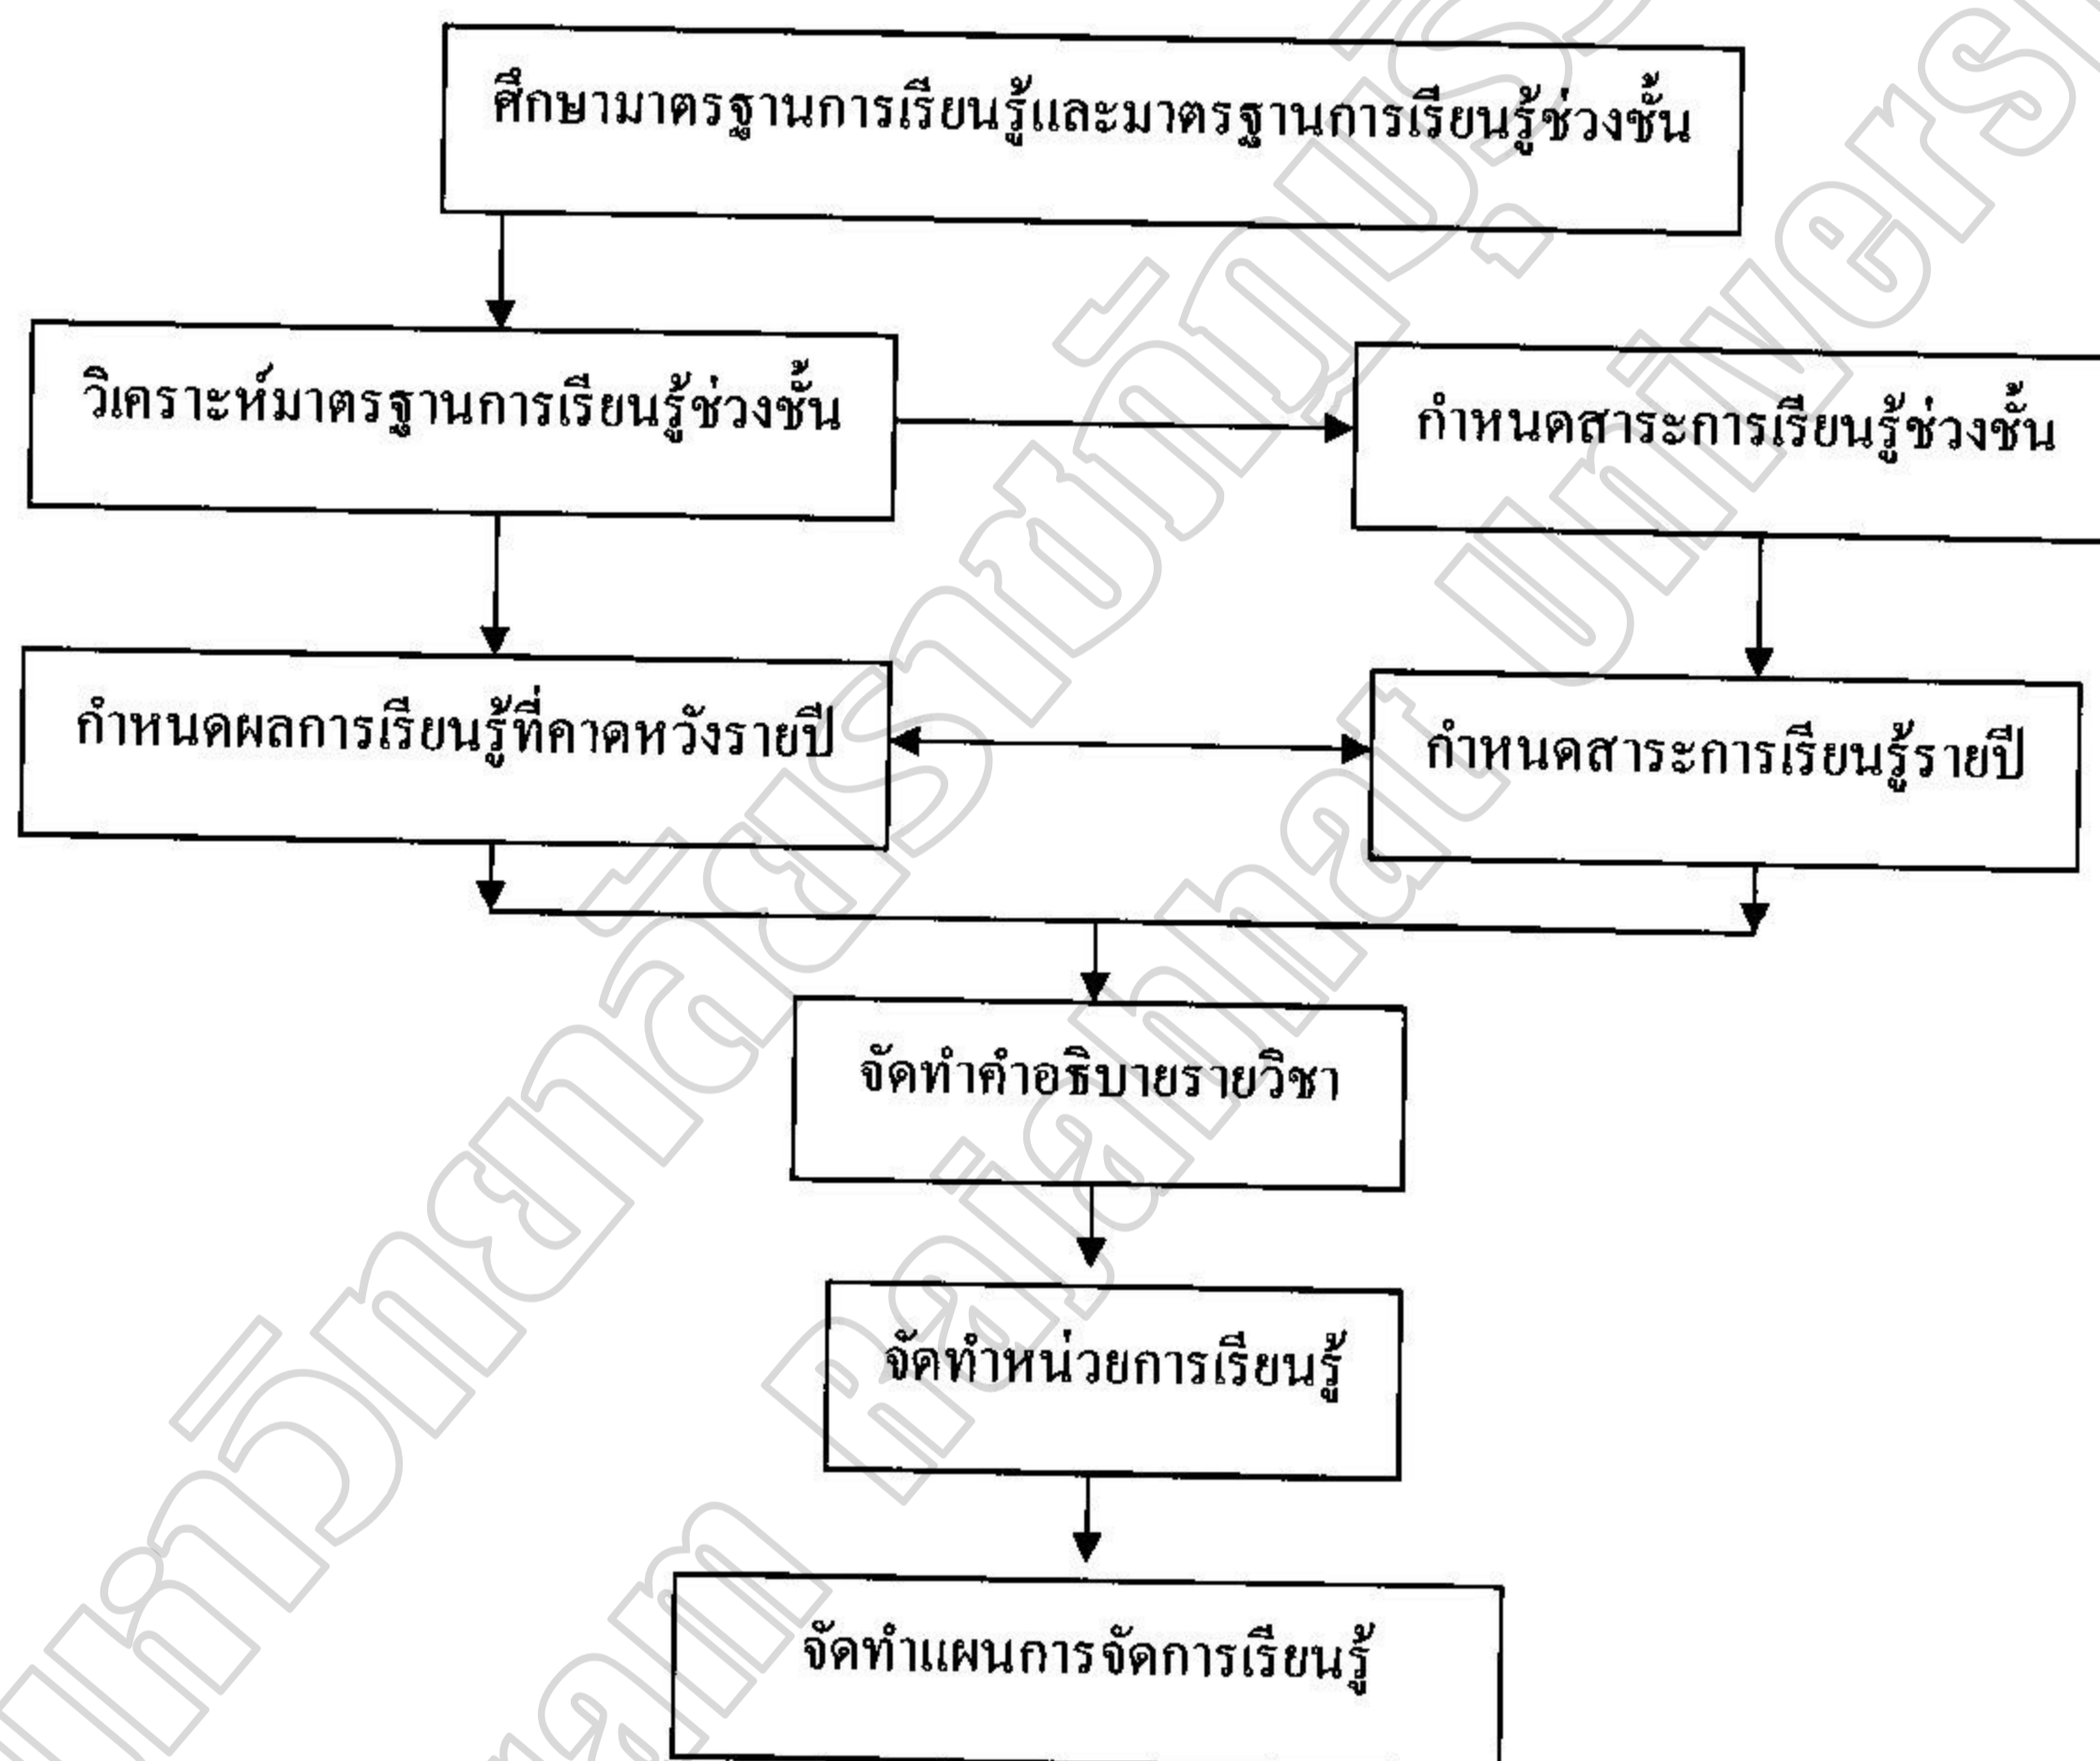 ศึกษามาตรฐานการเรียนรู้และมาตรฐานการเรียนรู้ช่วงชั้น
วิเคราะห์มาตรฐานการเรียนรู้ช่วงชั้น
กำหนดสาระการเรียนรู้ช่วงชั้น
กำหนดผลการเรียนรู้ที่คาดหวังรายปี
กำหนดสาระการเรียนรู้รายปี
จัดทำคำอธิบายรายวิชา
จัดทำหน่วยการเรียนรู้
จัดทำแผนการจัดการเรียนรู้
Rajabhat